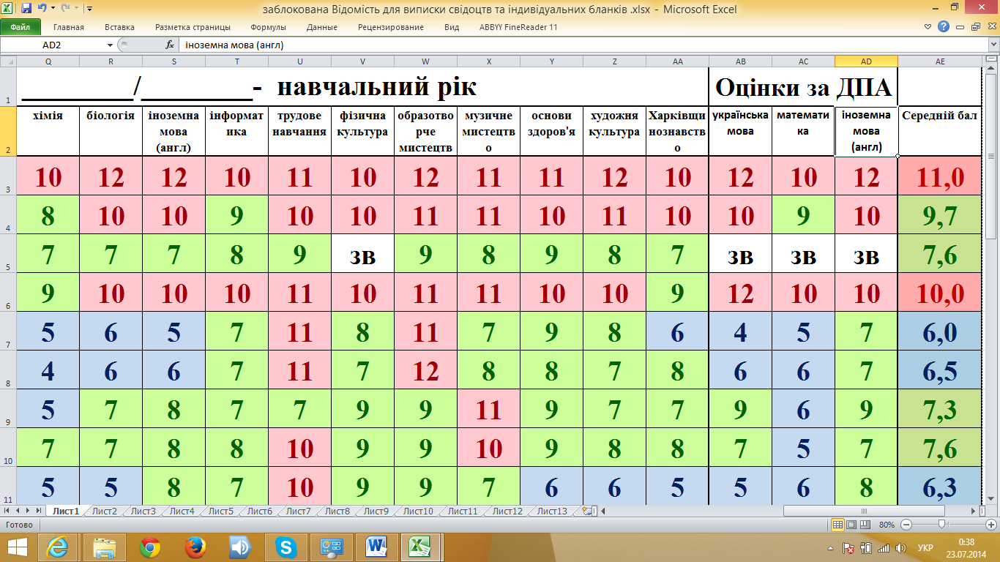 заблокована Відомість для виписки свідоцтв та індивідуальних бланків .xlsx - Microsoft Excel
Файл Главная Вставка Разметка страницы Формулы Данные Рецензирование Вид ABBYY FineReader 11
AD2 fx іноземна мова (англ)
Q R S T U V W X Y Z AA AB AC AD AE
1 ________/________- навчальний рік Оцінки за ДПА
2 хімія біологія іноземна мова (англ) інформатика трудове навчання фізична культура образотворче мистецтв музичне мистецтво основи здоров'я художня культура Харківщинознавство українська мова математика іноземна мова (англ) Середній бал
3 10 12 12 10 11 10 12 11 11 12 10 12 10 12 11,0
4 8 10 10 9 10 10 11 11 10 11 10 10 9 10 9,7
5 7 7 7 8 9 зв 9 8 9 8 7 зв зв зв 7,6
6 9 10 10 10 11 10 11 11 10 10 9 12 10 10 10,0
7 5 6 5 7 11 8 11 7 9 8 6 4 5 7 6,0
8 4 6 6 7 11 7 12 8 8 7 8 6 6 7 6,5
9 5 7 8 7 7 9 9 11 9 7 7 9 6 9 7,3
10 7 7 8 8 10 9 9 10 9 8 8 7 5 7 7,6
11 5 5 8 7 10 9 9 7 6 6 5 5 6 8 6,3
Лист1 Лист2 Лист3 Лист4 Лист5 Лист6 Лист7 Лист8 Лист9 Лист10 Лист11 Лист12 Лист13
Готово 80%
УКР 0:38
23.07.2014